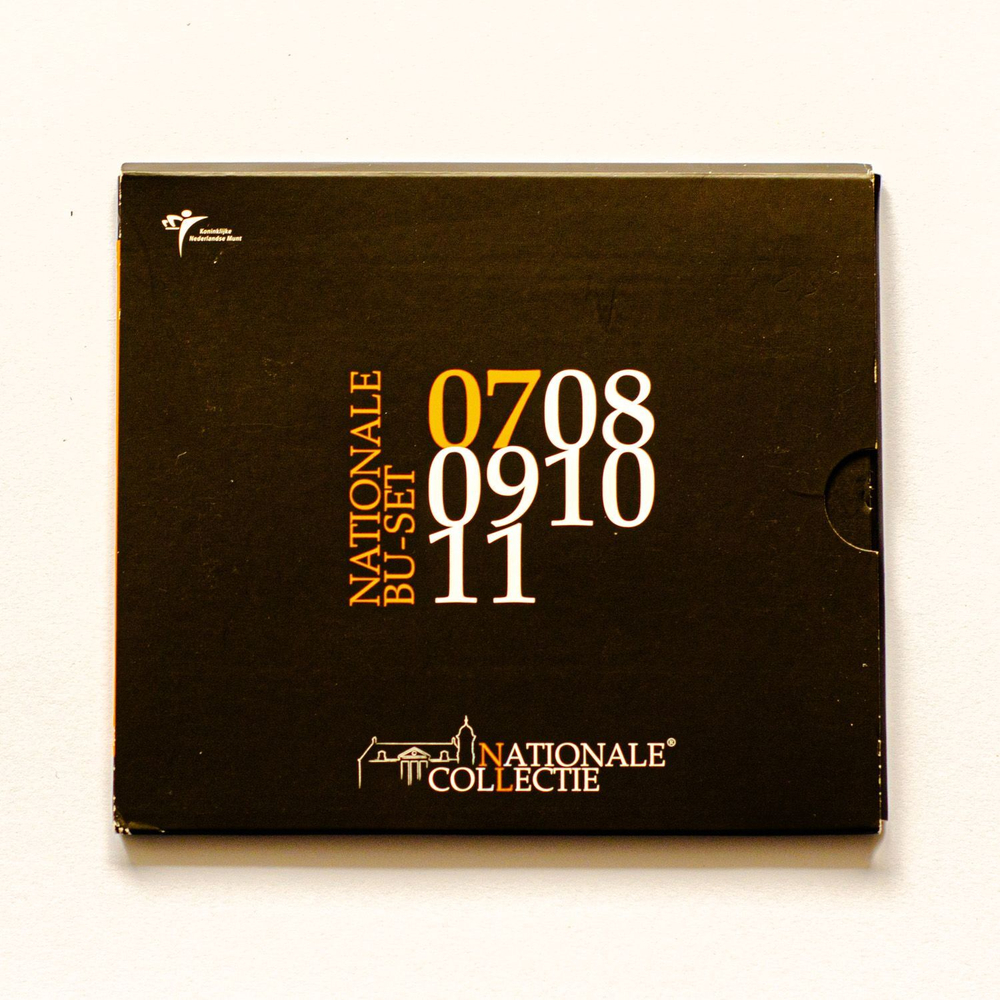 Koninklijke
Nederlandse Munt
NATIONALE
BU-SET
0708
0910
11
NATIONALE®
COLLECTIE